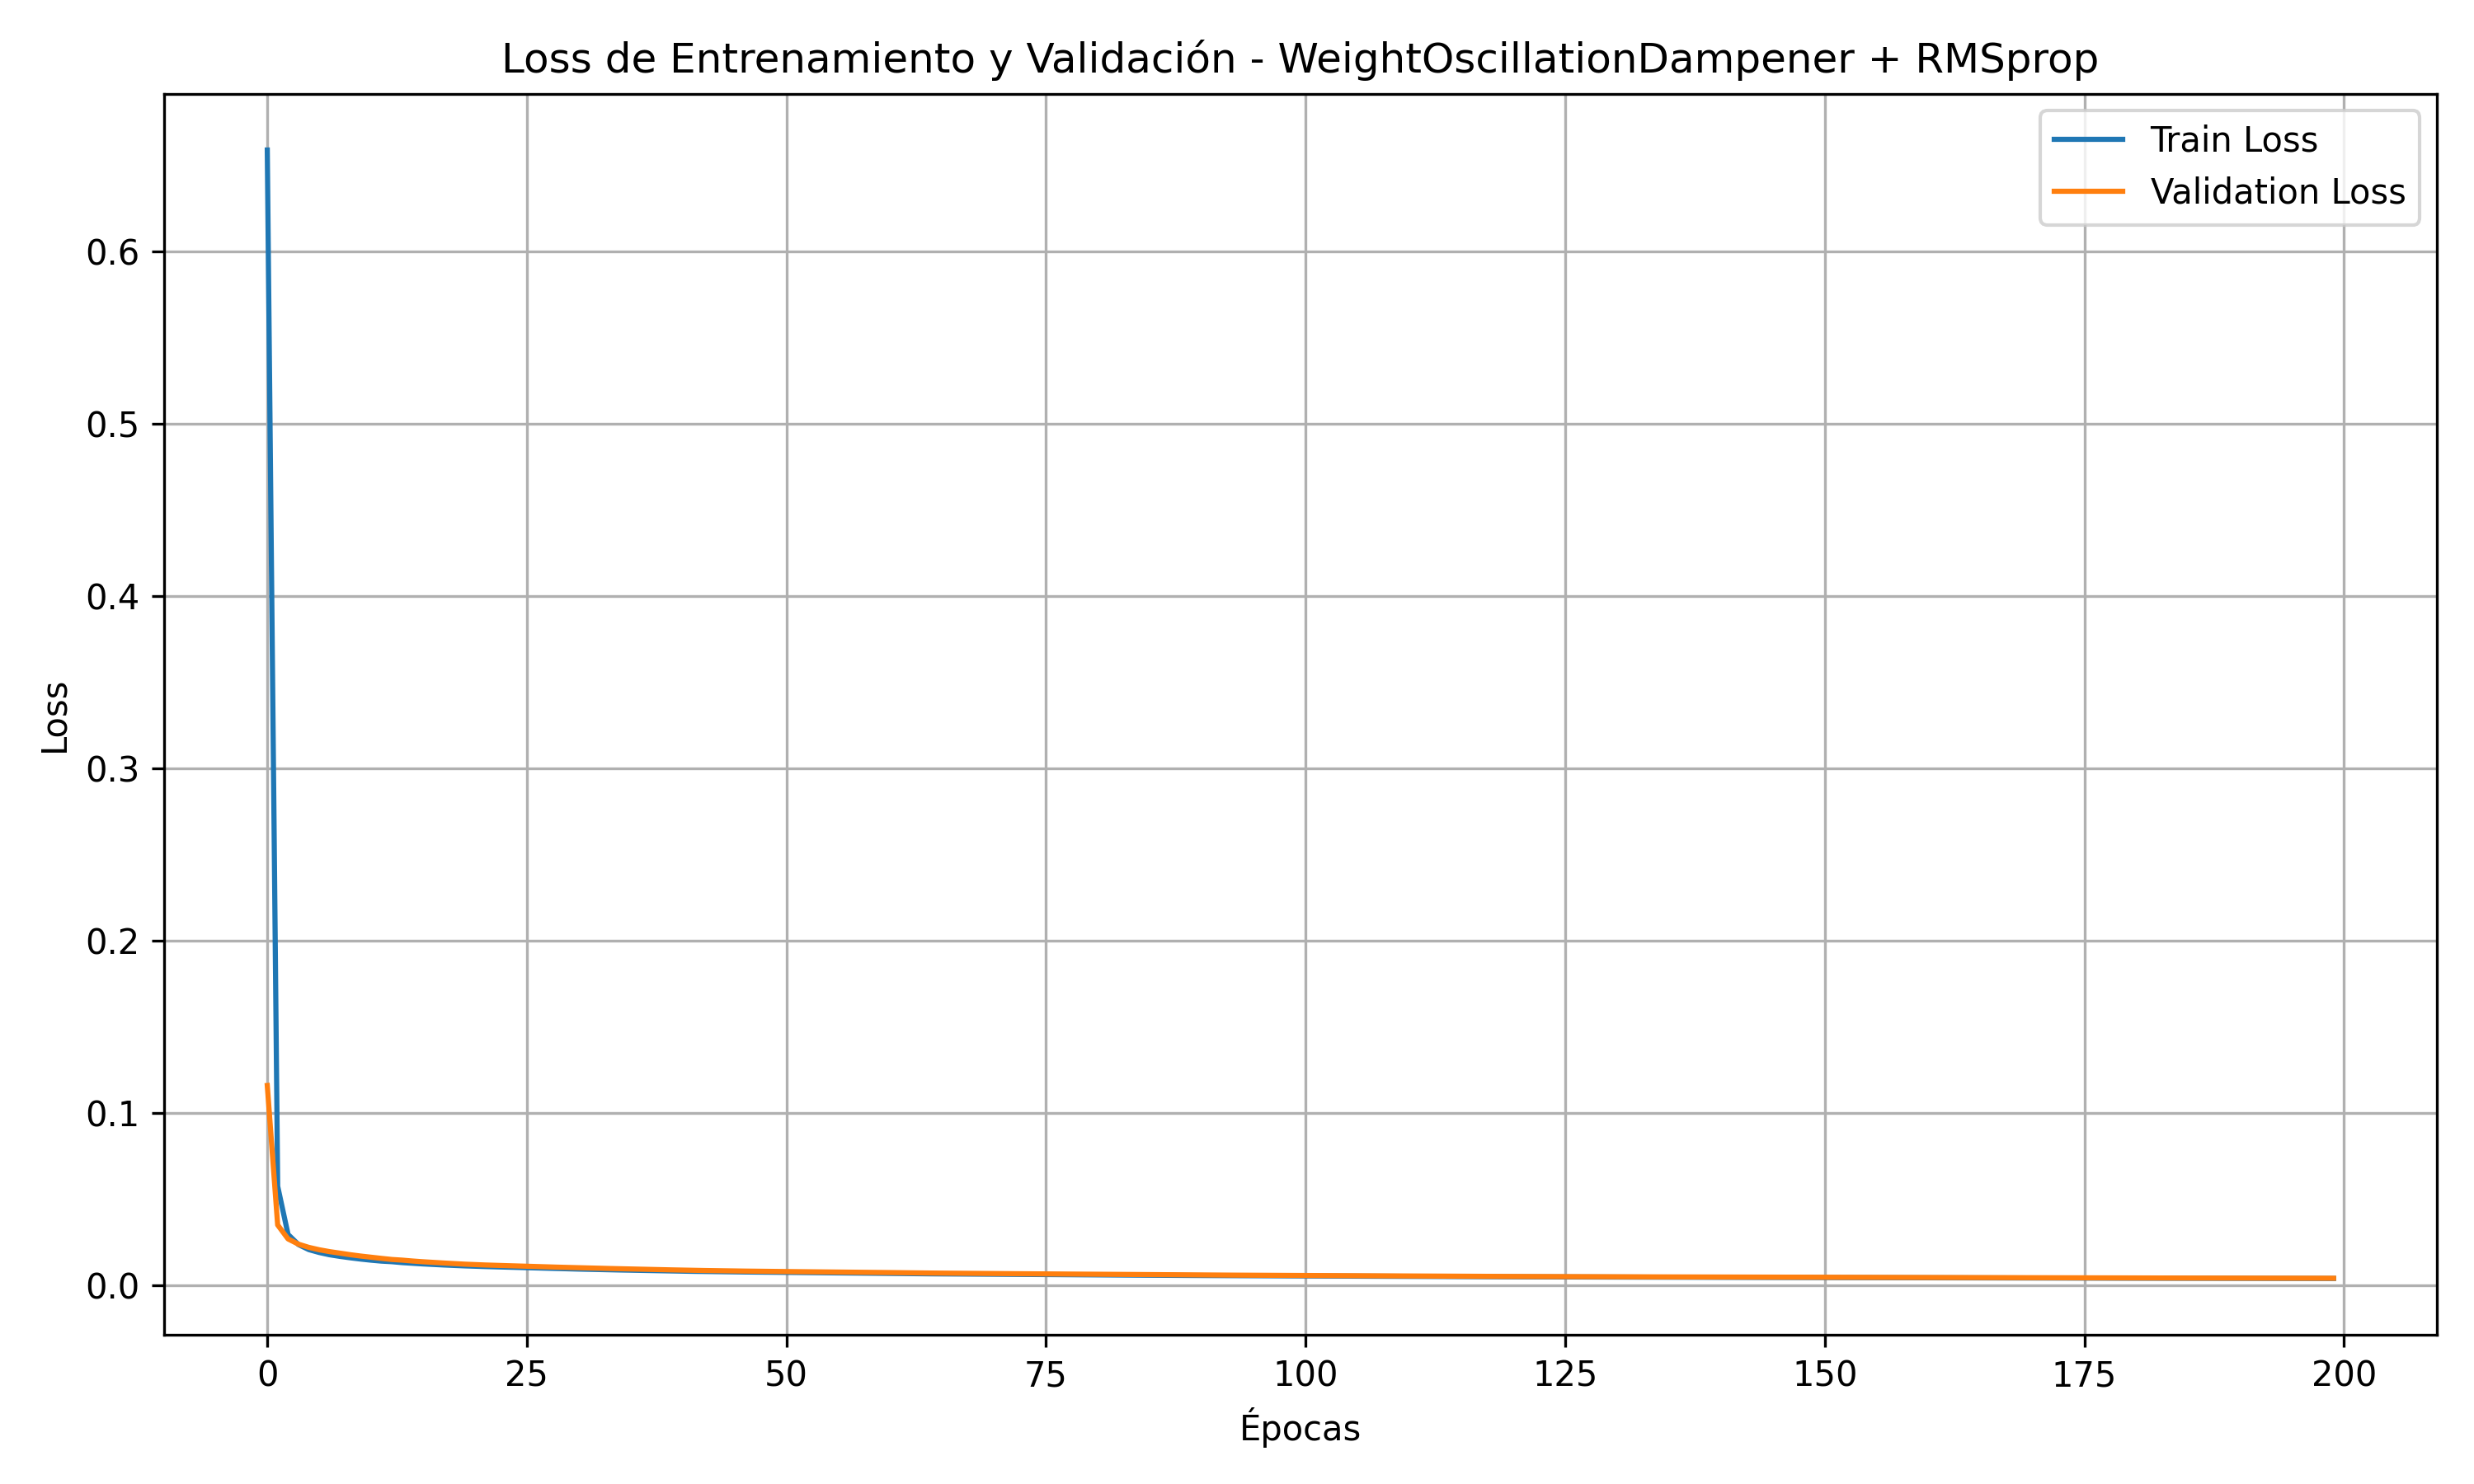 Loss de Entrenamiento y Validación - WeightOscillationDampener + RMSprop
Train Loss
Validation Loss
0.6
0.5
0.4
0.3
0.2
0.1
0.0
Loss
0 25 50 75 100 125 150 175 200
Épocas